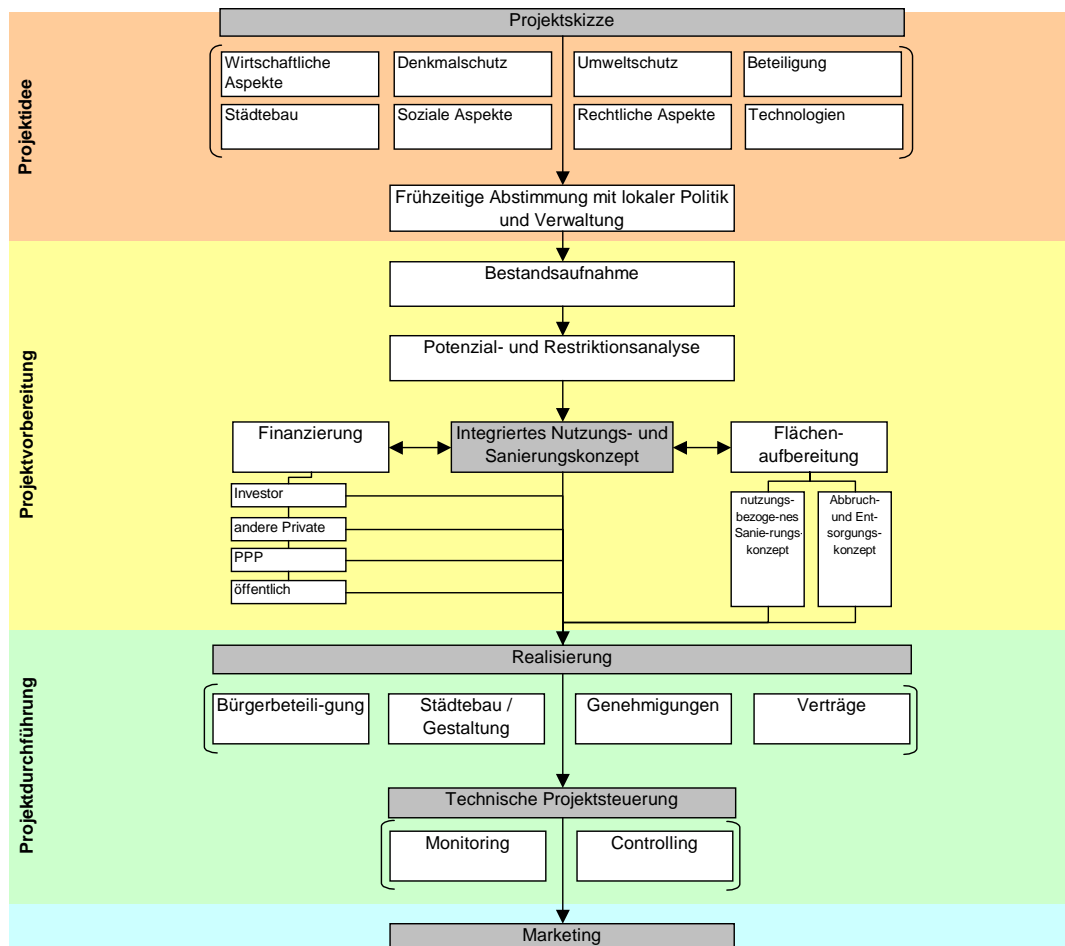 Projektidee
Projektskizze
Wirtschaftliche
Aspekte
Denkmalschutz
Umweltschutz
Beteiligung
Städtebau
Soziale Aspekte
Rechtliche Aspekte
Technologien
Frühzeitige Abstimmung mit lokaler Politik
und Verwaltung
Projektvorbereitung
Bestandsaufnahme
Potenzial- und Restriktionsanalyse
Finanzierung
Integriertes Nutzungs- und
Sanierungskonzept
Flächen-
aufbereitung
Investor
andere Private
PPP
öffentlich
nutzungs-
bezoge-nes
Sanie-rungs-
konzept
Abbruch-
und Ent-
sorgungs-
konzept
Projektdurchführung
Realisierung
Bürgerbeteili-gung
Städtebau /
Gestaltung
Genehmigungen
Verträge
Technische Projektsteuerung
Monitoring
Controlling
Marketing